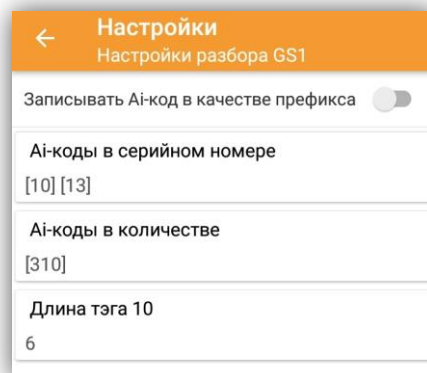 Настройки
Настройки разбора GS1
Записывать Ai-код в качестве префикса
Ai-коды в серийном номере
[10] [13]
Ai-коды в количестве
[310]
Длина тэга 10
6